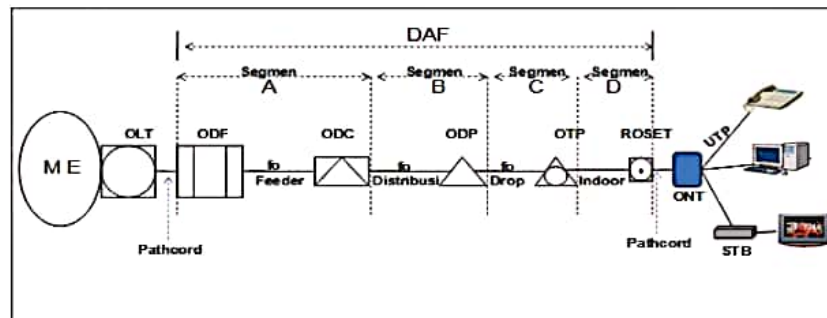 DAF
Segmen A
Segmen B
Segmen C
Segmen D
ME
OLT
ODF
ODC
ODP
OTP
ROSET
fo Feeder
fo Distribusi
fo Drop
Indoor
ONT
UTP
STB
Pathcord
Pathcord